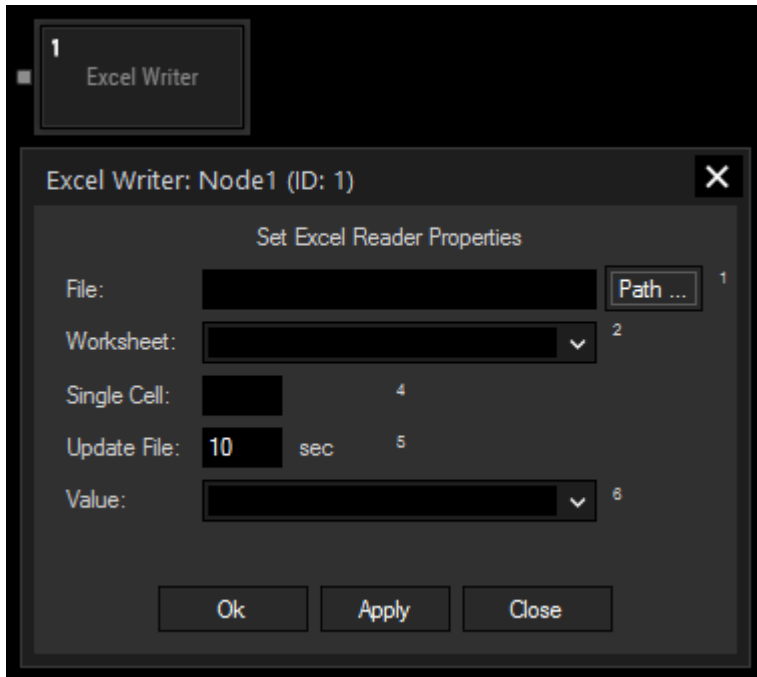 1
Excel Writer
Excel Writer: Node1 (ID: 1)
Set Excel Reader Properties
File: Path ... 1
Worksheet: 2
Single Cell: 4
Update File: 10 sec 5
Value: 6
Ok Apply Close